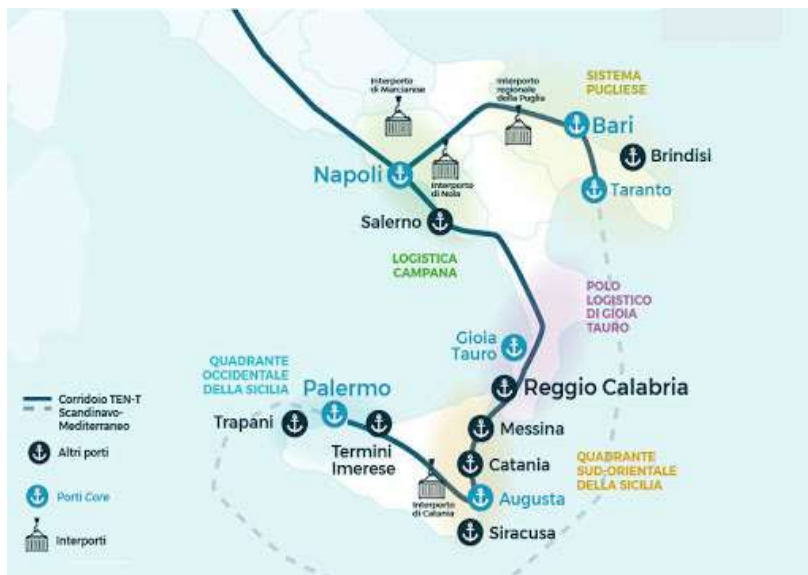 Interporto
di Marcianese
Interporto
regionale
della Puglia
SISTEMA
PUGLIESE
Bari
Brindisi
Napoli
Interporto
di Nola
Taranto
Salerno
LOGISTICA
CAMPANA
POLO
LOGISTICO
DI GIOIA
TAURO
Gioia
Tauro
QUADRANTE
OCCIDENTALE
DELLA SICILIA
Palermo
Reggio Calabria
Trapani
Termini
Imerese
Messina
Catania
QUADRANTE
SUD-ORIENTALE
DELLA SICILIA
Interporto
di Catania
Augusta
Siracusa
Corridoio TEN-T
Scandinavo-
Mediterraneo
Altri porti
Porti Core
Interporti